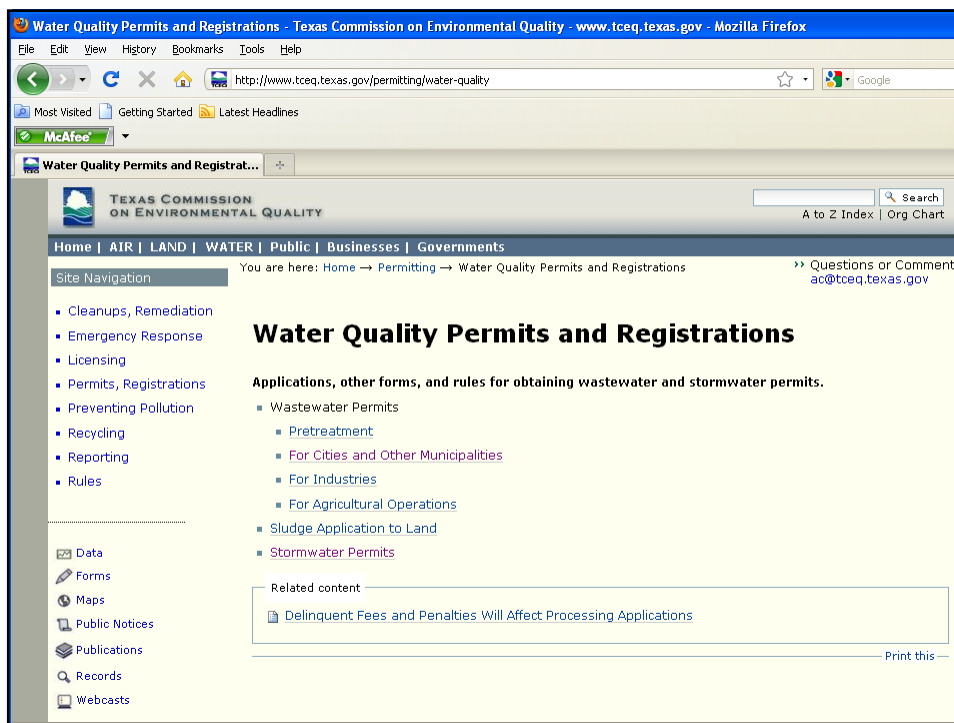 Water Quality Permits and Registrations - Texas Commission on Environmental Quality - www.tceq.texas.gov - Mozilla Firefox
File Edit View History Bookmarks Tools Help
http://www.tceq.texas.gov/permitting/water-quality
Google
Most Visited Getting Started Latest Headlines
McAfee
Water Quality Permits and Registrat...
TEXAS COMMISSION
ON ENVIRONMENTAL QUALITY
Search
A to Z Index | Org Chart
Home | AIR | LAND | WATER | Public | Businesses | Governments
Site Navigation
You are here: Home → Permitting → Water Quality Permits and Registrations
›› Questions or Comment
ac@tceq.texas.gov
Cleanups, Remediation
Emergency Response
Licensing
Permits, Registrations
Preventing Pollution
Recycling
Reporting
Rules
Data
Forms
Maps
Public Notices
Publications
Records
Webcasts
Water Quality Permits and Registrations
Applications, other forms, and rules for obtaining wastewater and stormwater permits.
Wastewater Permits
Pretreatment
For Cities and Other Municipalities
For Industries
For Agricultural Operations
Sludge Application to Land
Stormwater Permits
Related content
Delinquent Fees and Penalties Will Affect Processing Applications
Print this